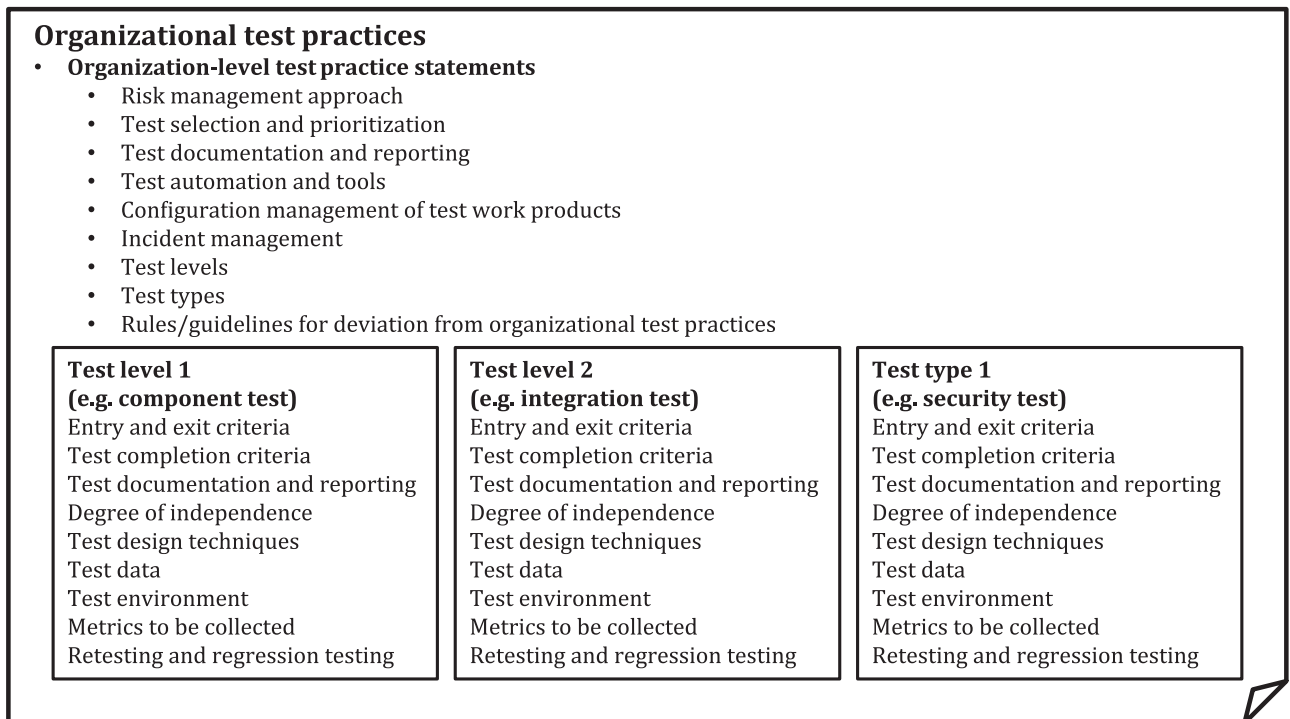 Organizational test practices
• Organization-level test practice statements
• Risk management approach
• Test selection and prioritization
• Test documentation and reporting
• Test automation and tools
• Configuration management of test work products
• Incident management
• Test levels
• Test types
• Rules/guidelines for deviation from organizational test practices
Test level 1
(e.g. component test)
Entry and exit criteria
Test completion criteria
Test documentation and reporting
Degree of independence
Test design techniques
Test data
Test environment
Metrics to be collected
Retesting and regression testing
Test level 2
(e.g. integration test)
Entry and exit criteria
Test completion criteria
Test documentation and reporting
Degree of independence
Test design techniques
Test data
Test environment
Metrics to be collected
Retesting and regression testing
Test type 1
(e.g. security test)
Entry and exit criteria
Test completion criteria
Test documentation and reporting
Degree of independence
Test design techniques
Test data
Test environment
Metrics to be collected
Retesting and regression testing